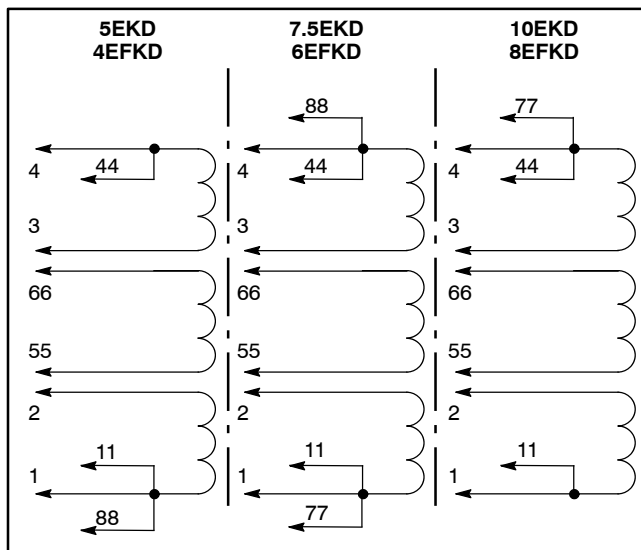 5EKD 7.5EKD 10EKD
4EFKD 6EFKD 8EFKD
88 77
44 44 44
4 4 4
3 3 3
66 66 66
55 55 55
2 2 2
11 11 11
1 1 1
88 77